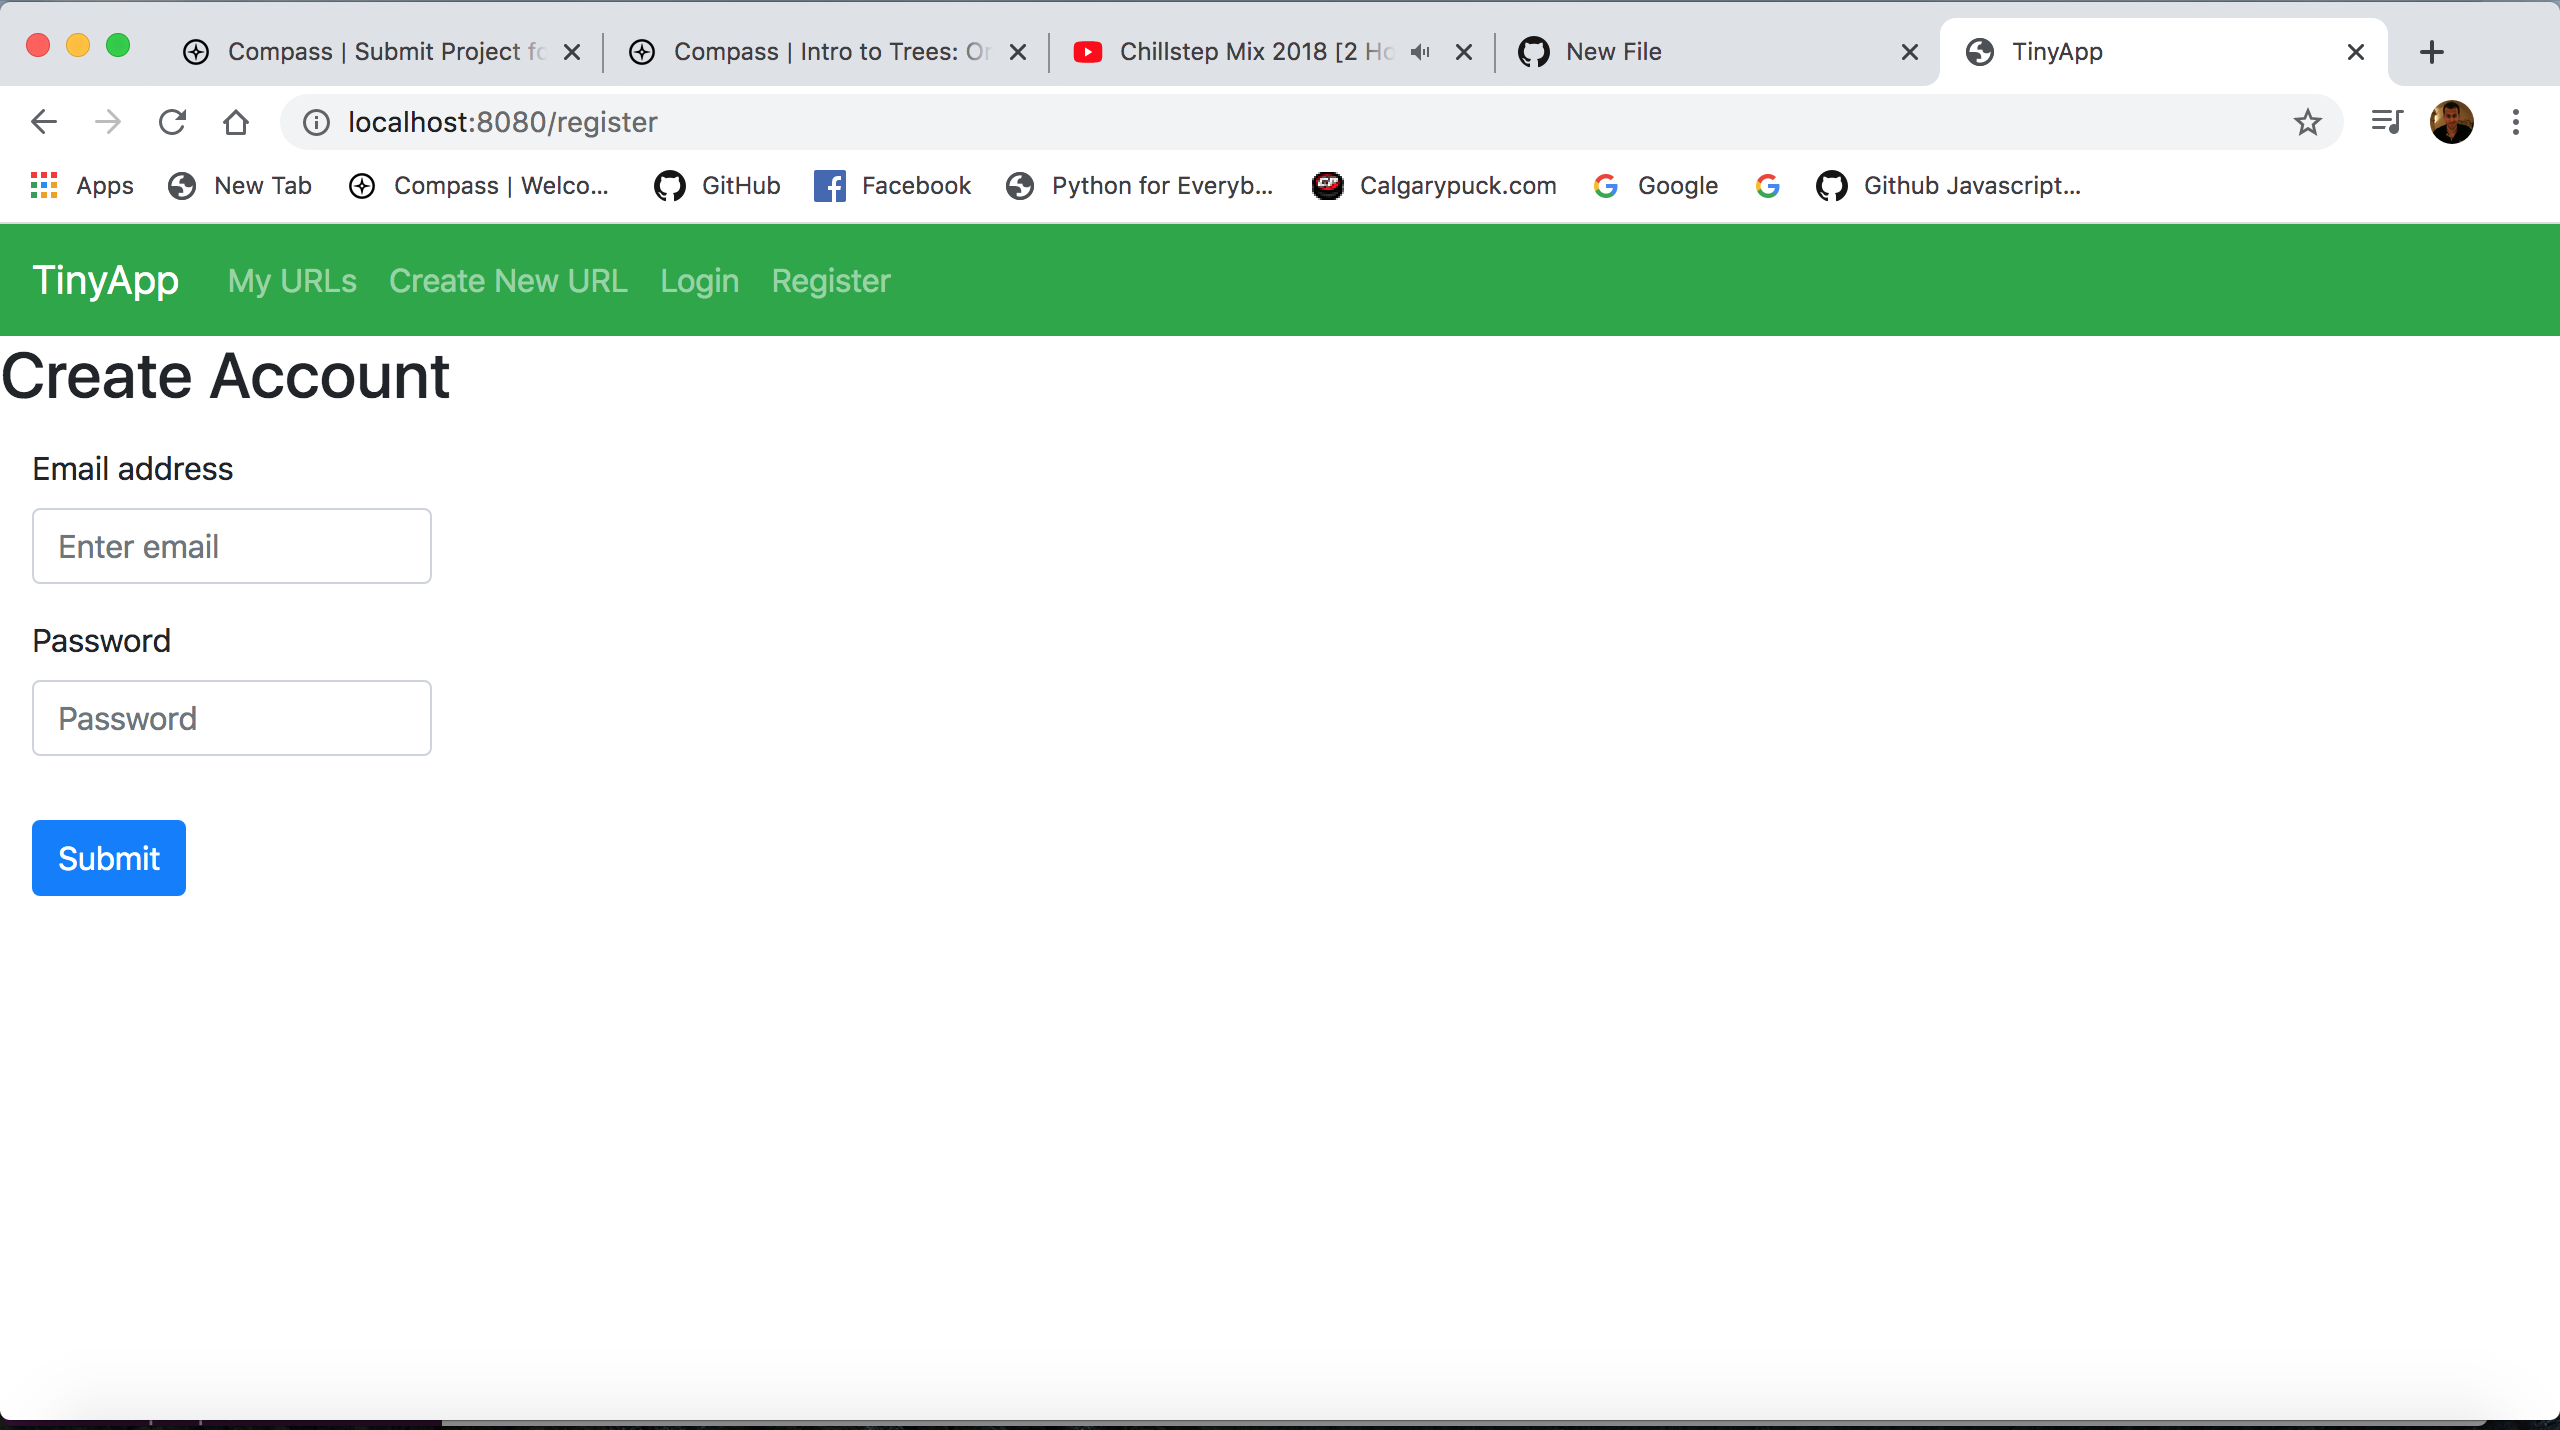 Compass | Submit Project fo
Compass | Intro to Trees: Or
Chillstep Mix 2018 [2 Ho
New File
TinyApp
localhost:8080/register
Apps
New Tab
Compass | Welco...
GitHub
Facebook
Python for Everyb...
Calgarypuck.com
Google
Github Javascript...
TinyApp My URLs Create New URL Login Register
Create Account
Email address
Enter email
Password
Password
Submit